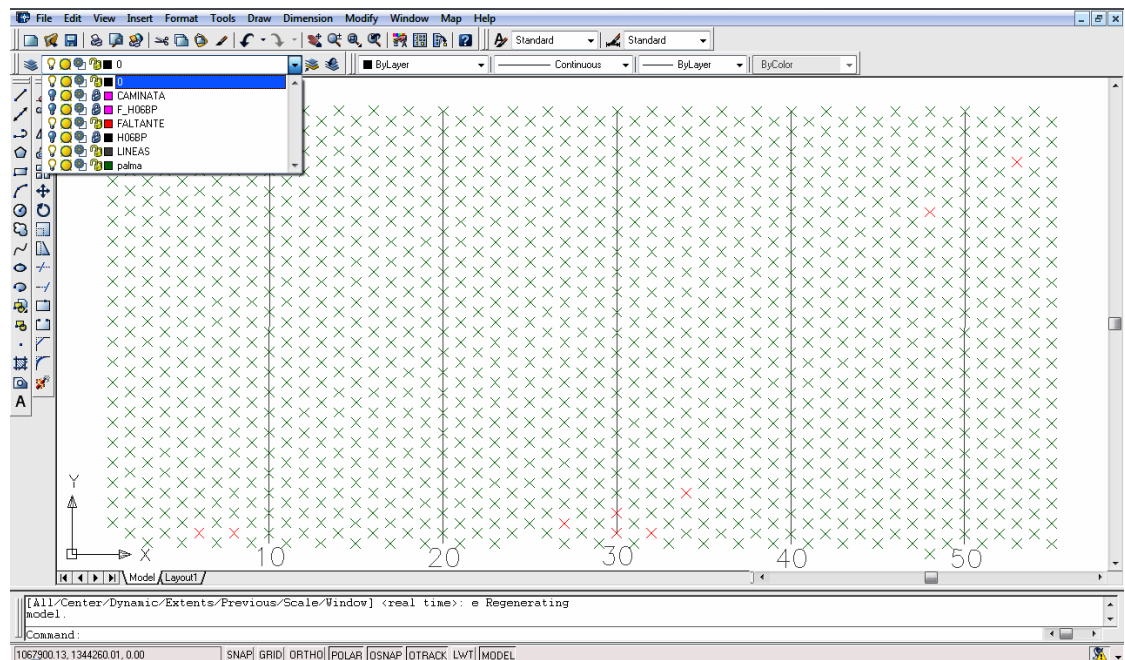 File Edit View Insert Format Tools Draw Dimension Modify Window Map Help
Standard Standard
0 ByLayer Continuous ByLayer ByColor
0
CAMINATA
F_H06BP
FALTANTE
H06BP
LINEAS
palma
A
Y
X
10 20 30 40 50
Model Layout1
[All/Center/Dynamic/Extents/Previous/Scale/Window] <real time>: e Regenerating
model.
Command:
1067900.13, 1344260.01, 0.00 SNAP GRID ORTHO POLAR OSNAP OTRACK LWT MODEL